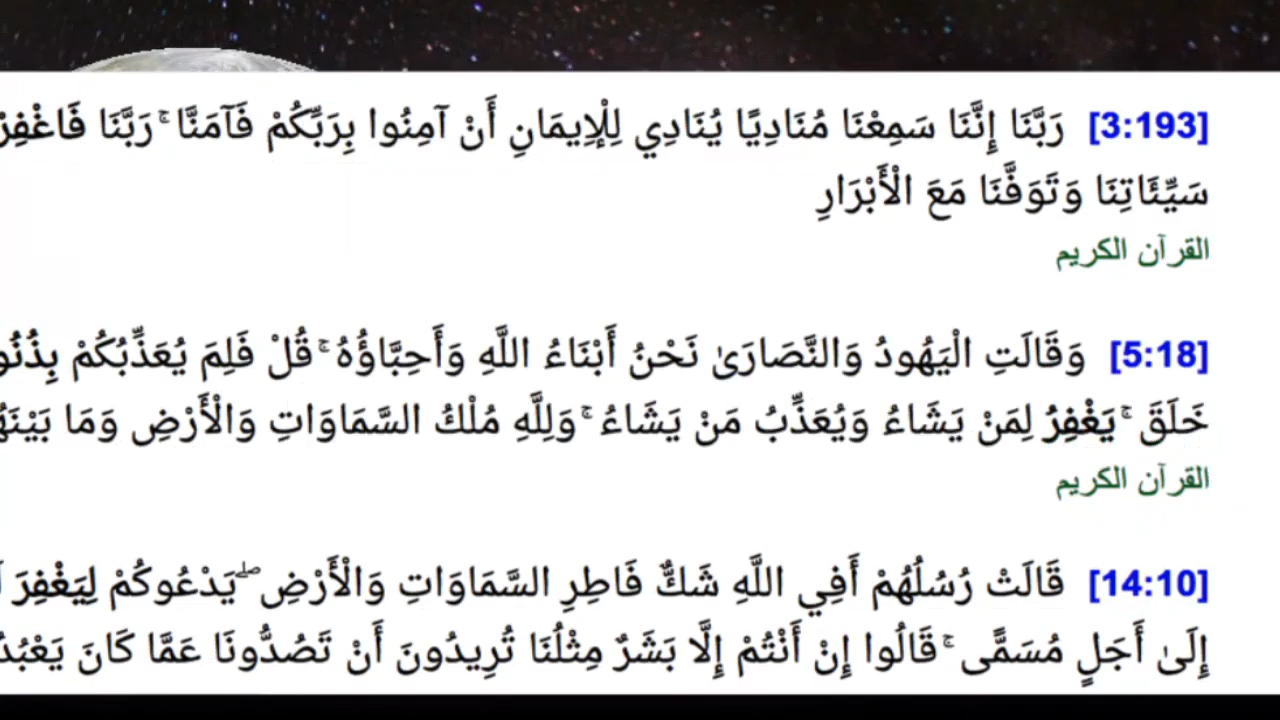 [3:193] رَبَّنَا إِنَّنَا سَمِعْنَا مُنَادِيًا يُنَادِي لِلْإِيمَانِ أَنْ آمِنُوا بِرَبِّكُمْ فَآمَنَّا ۚ رَبَّنَا فَاغْفِرْ
سَيِّئَاتِنَا وَتَوَفَّنَا مَعَ الْأَبْرَارِ
القرآن الكريم
[5:18] وَقَالَتِ الْيَهُودُ وَالنَّصَارَىٰ نَحْنُ أَبْنَاءُ اللَّهِ وَأَحِبَّاؤُهُ ۚ قُلْ فَلِمَ يُعَذِّبُكُمْ
خَلَقَ ۚ يَغْفِرُ لِمَنْ يَشَاءُ وَيُعَذِّبُ مَنْ يَشَاءُ ۚ وَلِلَّهِ مُلْكُ السَّمَاوَاتِ وَالْأَرْضِ وَمَا
القرآن الكريم
[14:10] قَالَتْ رُسُلُهُمْ أَفِي اللَّهِ شَكٌّ فَاطِرِ السَّمَاوَاتِ وَالْأَرْضِ ۖ يَدْعُوكُمْ لِيَغْفِرَ
إِلَىٰ أَجَلٍ مُسَمًّى ۚ قَالُوا إِنْ أَنْتُمْ إِلَّا بَشَرٌ مِثْلُنَا تُرِيدُونَ أَنْ تَصُدُّونَا عَمَّا كَانَ